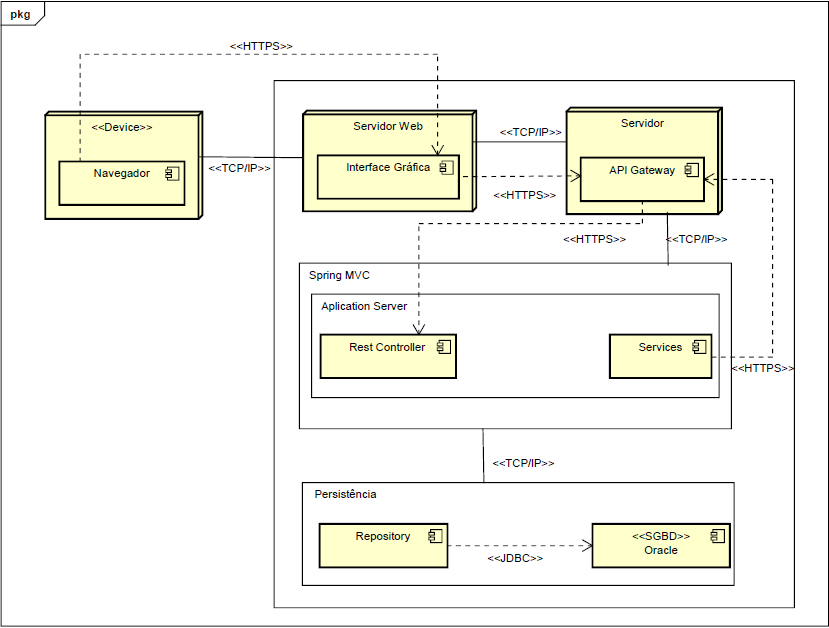 pkg
<<HTTPS>>
<<Device>>
Navegador
<<TCP/IP>>
Servidor Web
Interface Gráfica
<<TCP/IP>>
<<HTTPS>>
Servidor
API Gateway
<<HTTPS>>
<<TCP/IP>>
Spring MVC
Aplication Server
Rest Controller
Services
<<HTTPS>>
<<TCP/IP>>
Persistência
Repository
<<JDBC>>
<<SGBD>>
Oracle